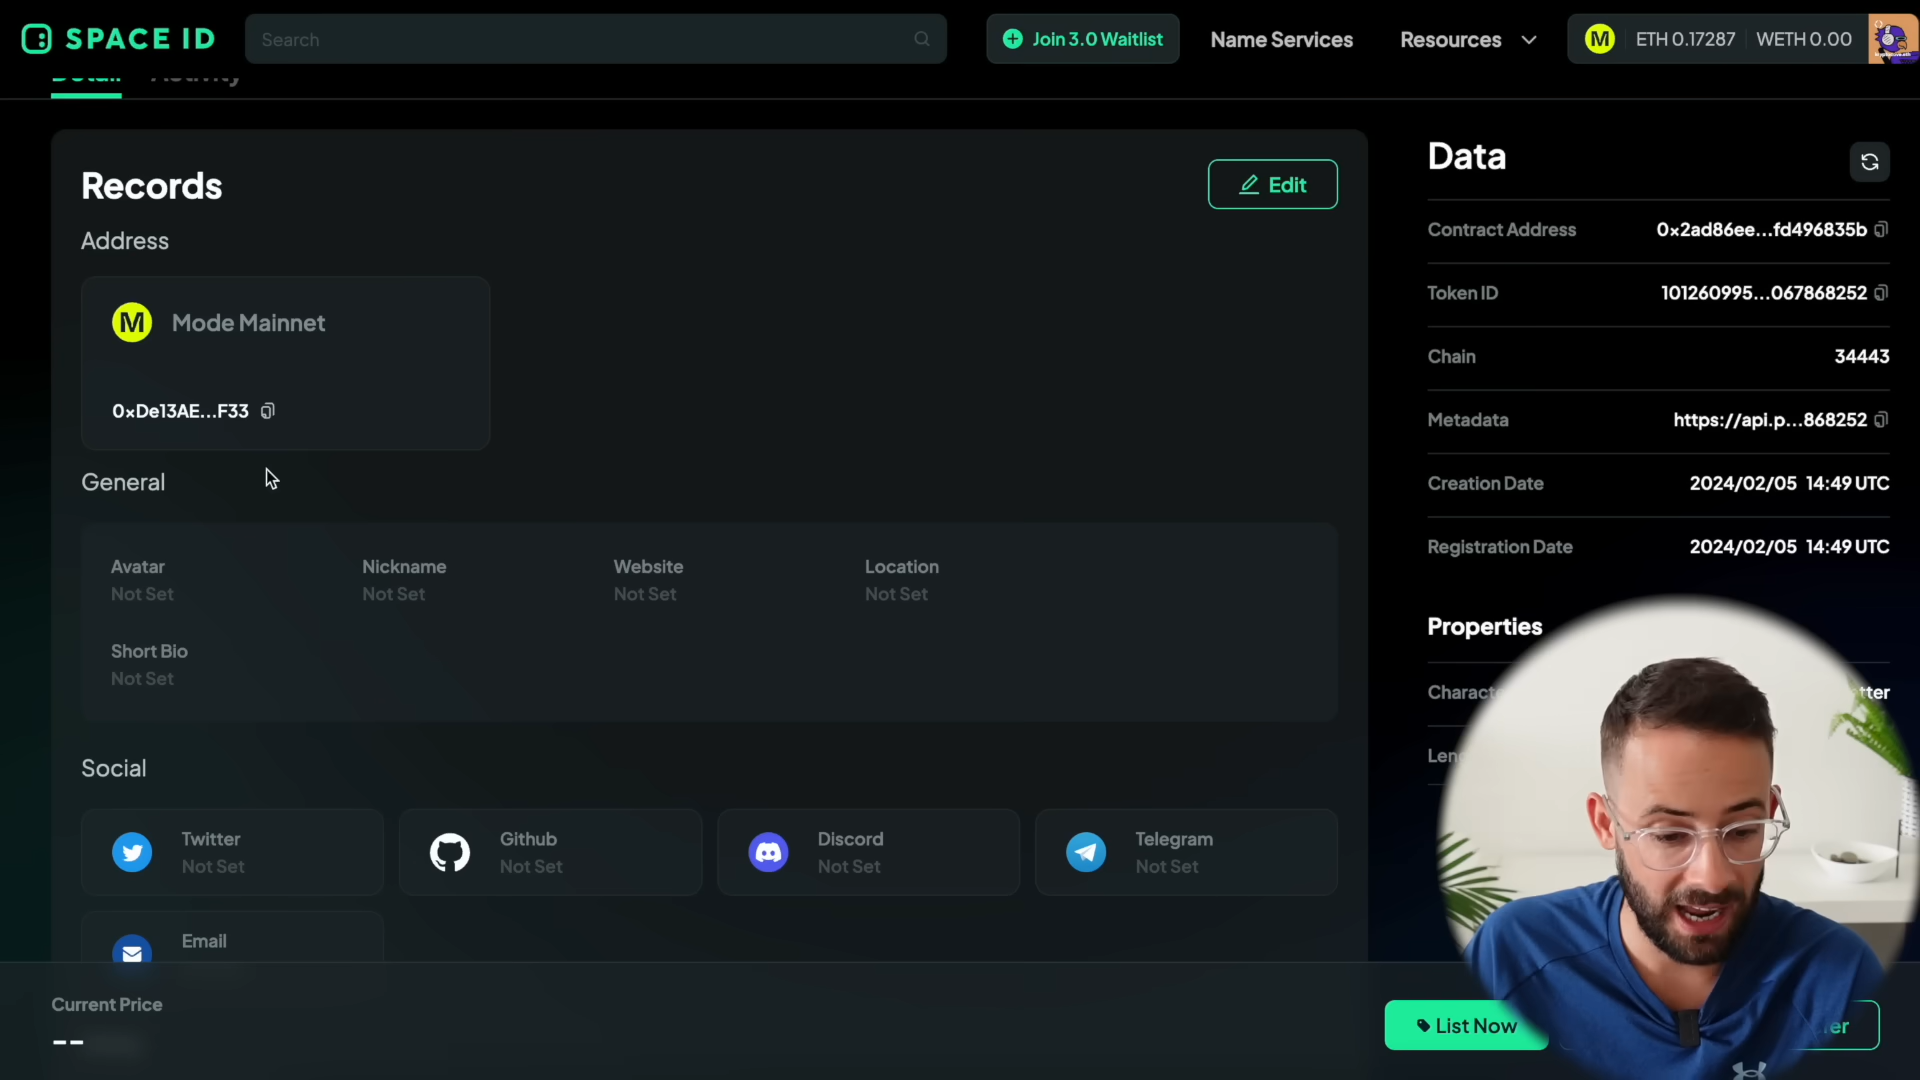 SPACE ID
Search
Join 3.0 Waitlist
Name Services
Resources
M
ETH 0.17287
WETH 0.00
Detail
Activity
Records
Edit
Address
M Mode Mainnet
0xDe13AE...F33
General
Avatar
Not Set
Nickname
Not Set
Website
Not Set
Location
Not Set
Short Bio
Not Set
Social
Twitter
Not Set
Github
Not Set
Discord
Not Set
Telegram
Not Set
Email
Current Price
--
Data
Contract Address 0x2ad86ee...fd496835b
Token ID 101260995...067868252
Chain 34443
Metadata https://api.p...868252
Creation Date 2024/02/05 14:49 UTC
Registration Date 2024/02/05 14:49 UTC
Properties
List Now